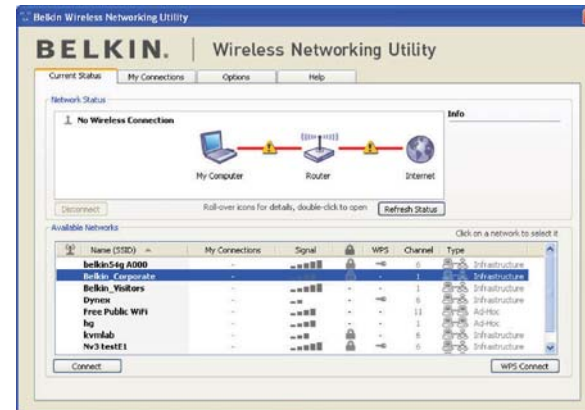 Belkin Wireless Networking Utility
BELKIN. | Wireless Networking Utility
Current Status My Connections Options Help
Network Status
No Wireless Connection
Info
My Computer Router Internet
Disconnect Roll-over icons for details, double-click to open Refresh Status
Available Networks
Click on a network to select it
Name (SSID) My Connections Signal WPS Channel Type
belkin54g A000 - 6 Infrastructure
Belkin_Corporate - - 1 Infrastructure
Belkin_Visitors - - - 1 Infrastructure
Dynex - - 6 Infrastructure
Free Public WiFi - - - 11 Ad-Hoc
hg - - - 1 Ad-Hoc
kvmlab - - 6 Infrastructure
Nv3testE1 - 6 Infrastructure
Connect WPS Connect